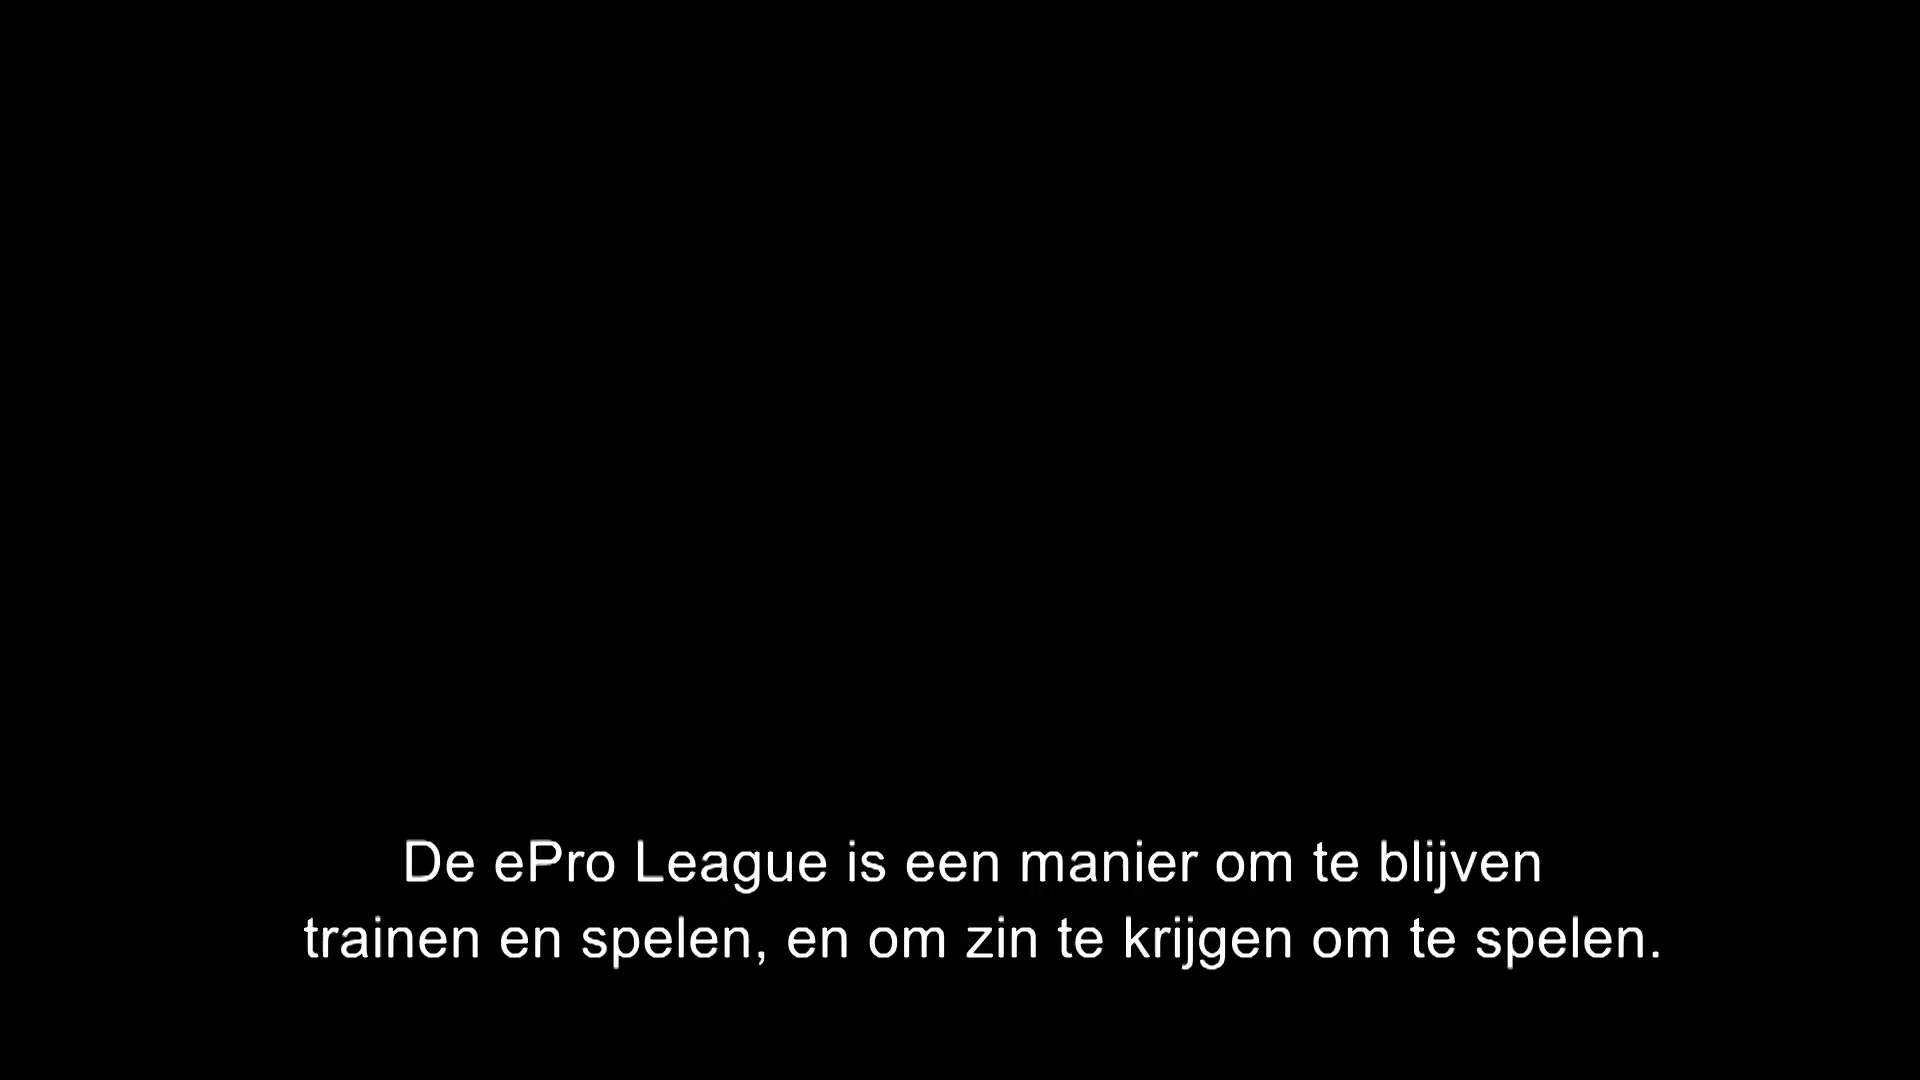 De ePro League is een manier om te blijven
trainen en spelen, en om zin te krijgen om te spelen.